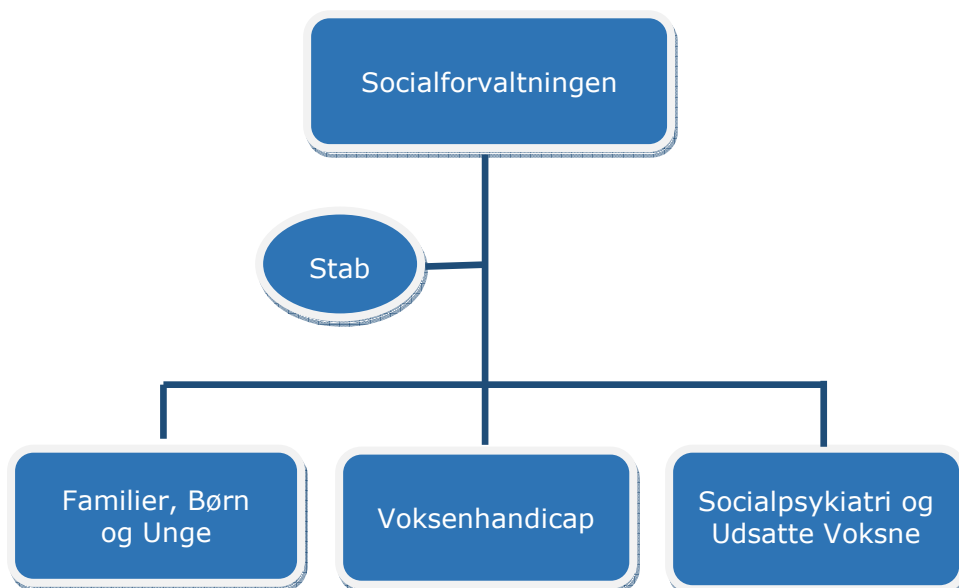 Socialforvaltningen
Stab
Familier, Børn
og Unge
Voksenhandicap
Socialpsykiatri og
Udsatte Voksne